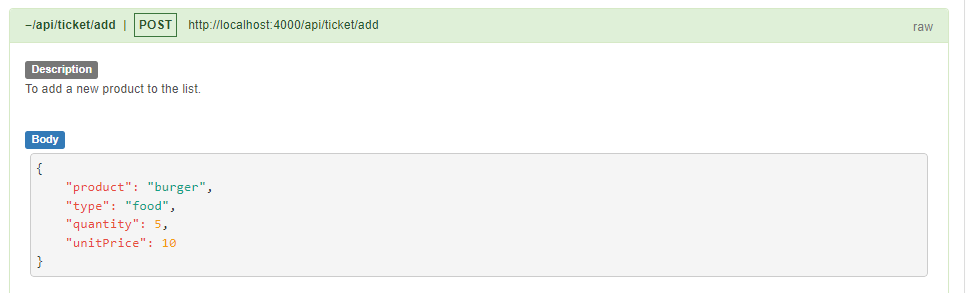 ~/api/ticket/add | POST http://localhost:4000/api/ticket/add raw
Description
To add a new product to the list.
Body
{
"product": "burger",
"type": "food",
"quantity": 5,
"unitPrice": 10
}